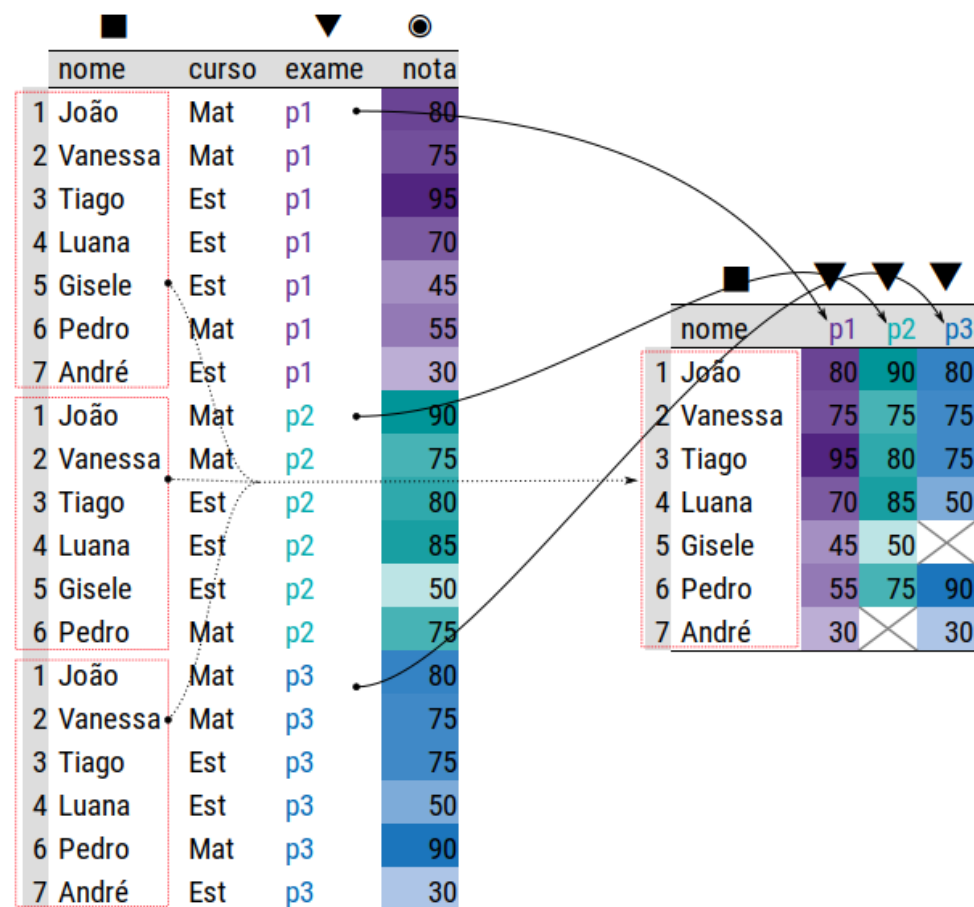 nome curso exame nota
1 João Mat p1 80
2 Vanessa Mat p1 75
3 Tiago Est p1 95
4 Luana Est p1 70
5 Gisele Est p1 45
6 Pedro Mat p1 55
7 André Est p1 30
1 João Mat p2 90
2 Vanessa Mat p2 75
3 Tiago Est p2 80
4 Luana Est p2 85
5 Gisele Est p2 50
6 Pedro Mat p2 75
1 João Mat p3 80
2 Vanessa Mat p3 75
3 Tiago Est p3 75
4 Luana Est p3 50
6 Pedro Mat p3 90
7 André Est p3 30
nome p1 p2 p3
1 João 80 90 80
2 Vanessa 75 75 75
3 Tiago 95 80 75
4 Luana 70 85 50
5 Gisele 45 50
6 Pedro 55 75 90
7 André 30 30